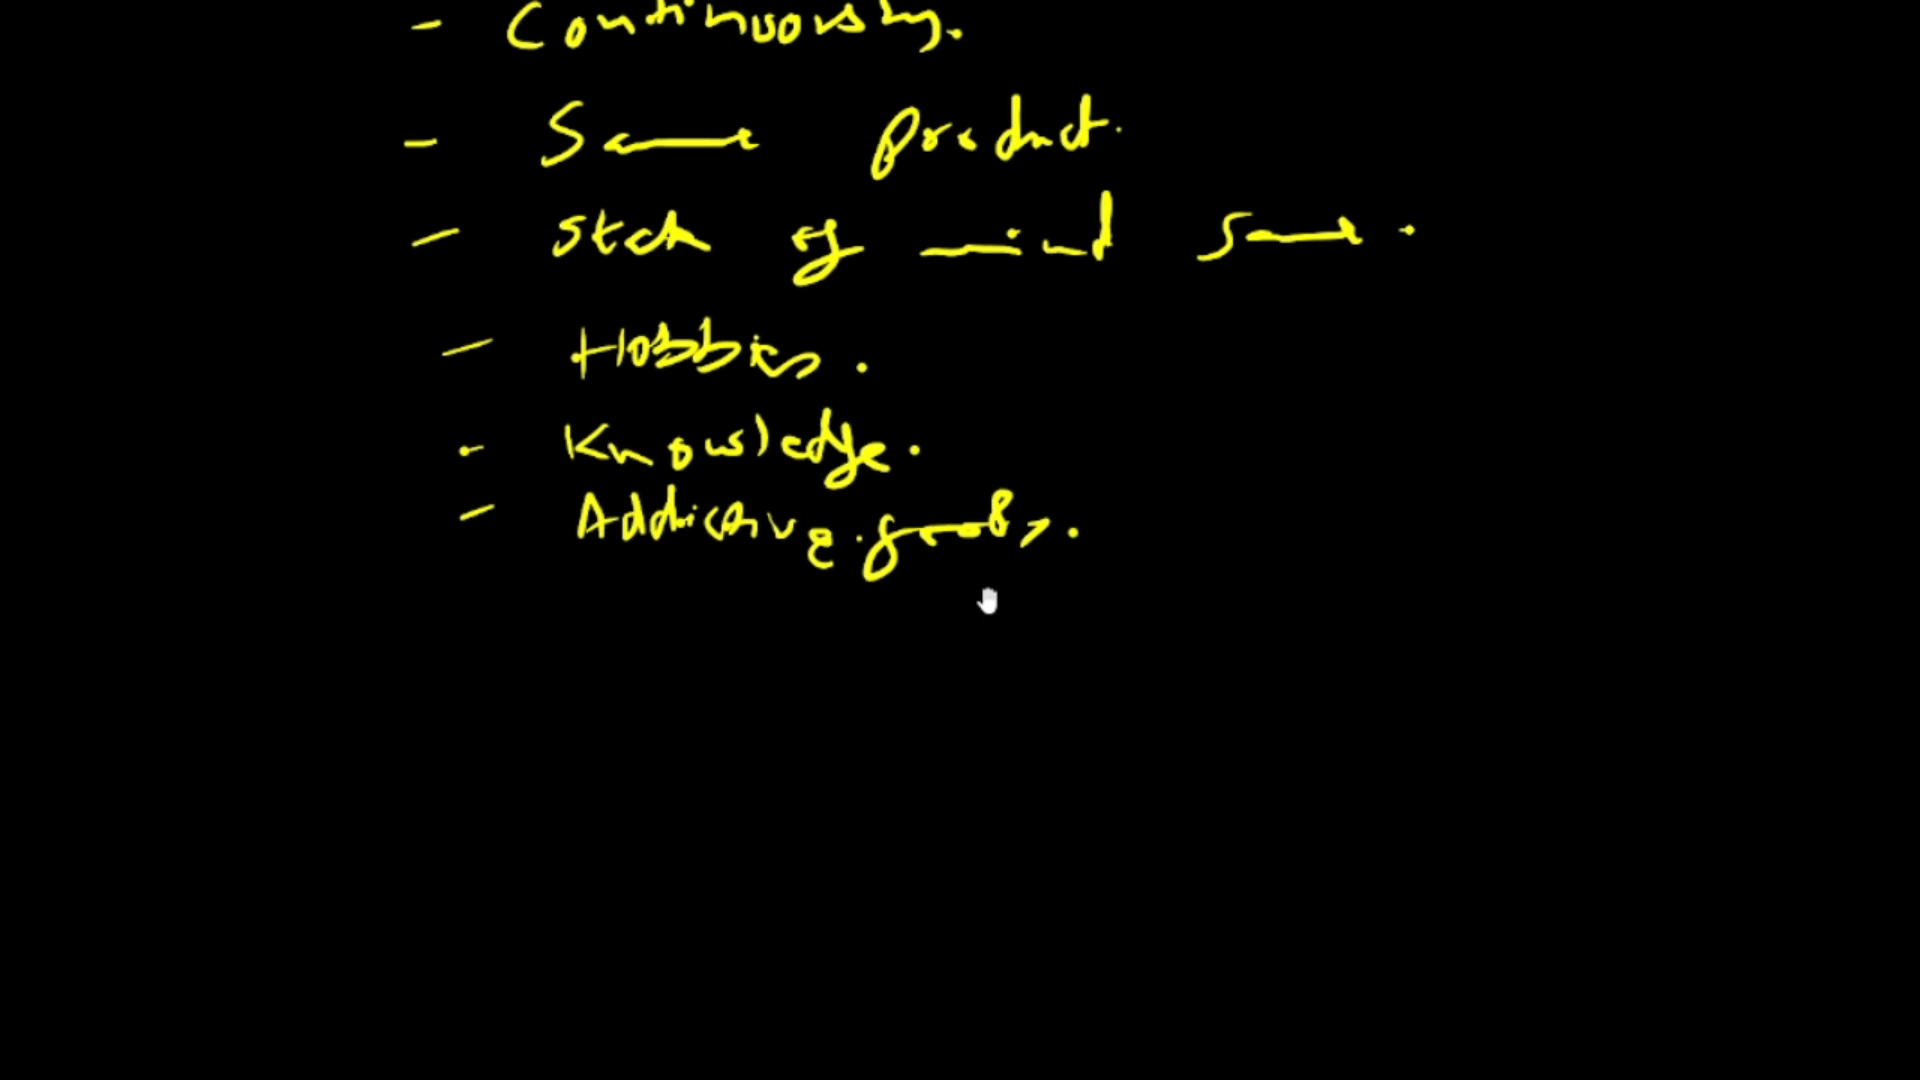 - Continuously.
- Same Product.
- State of mind same.
- Hobbies.
- Knowledge.
- Addictive goods.